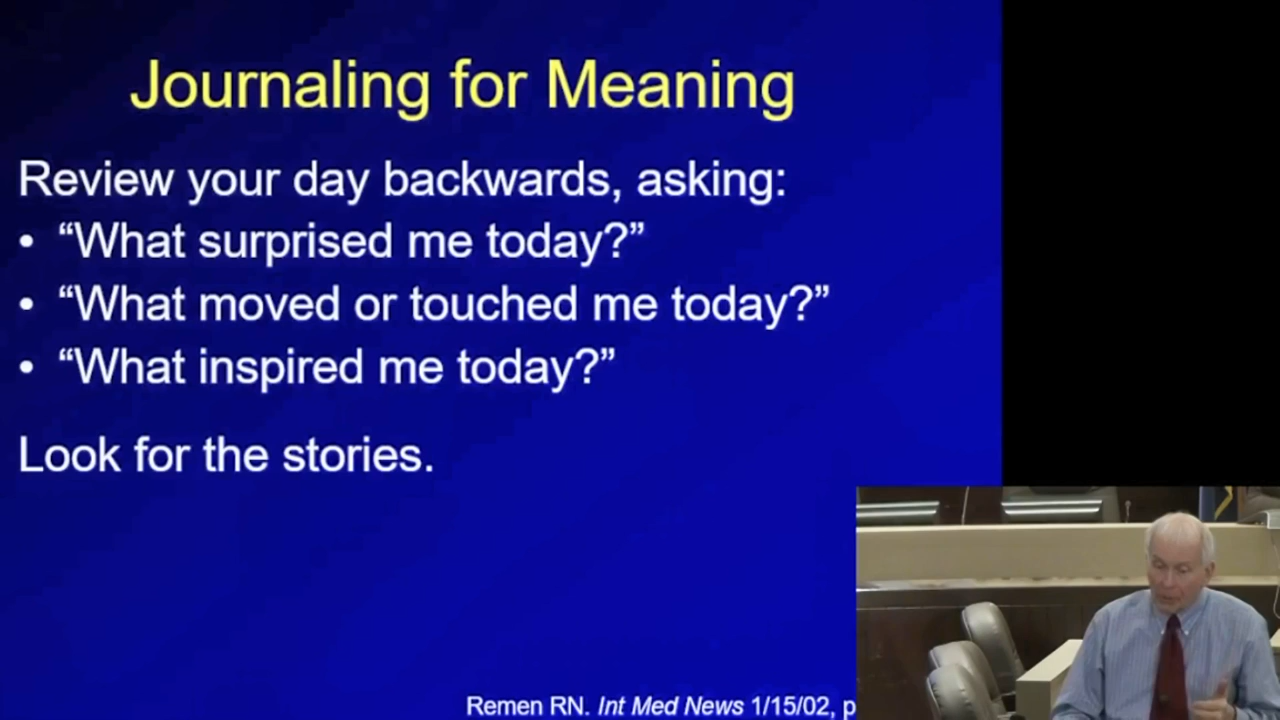 Journaling for Meaning
Review your day backwards, asking:
• “What surprised me today?”
• “What moved or touched me today?”
• “What inspired me today?”
Look for the stories.
Remen RN. Int Med News 1/15/02, p